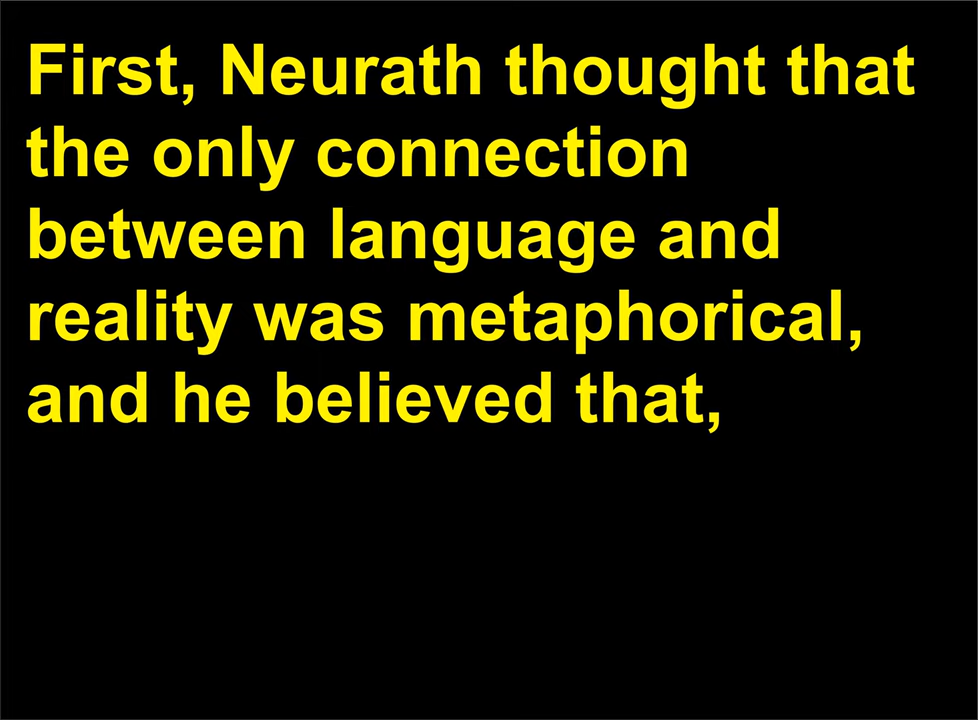 First, Neurath thought that
the only connection
between language and
reality was metaphorical,
and he believed that,